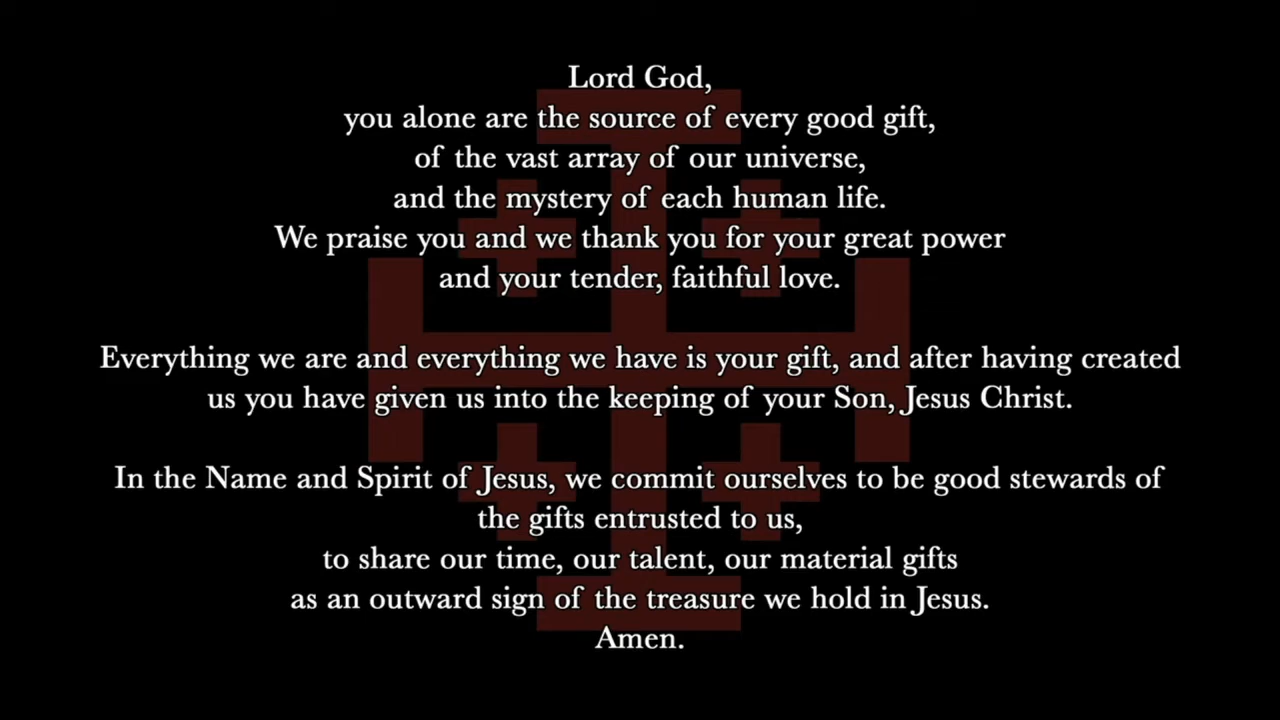 Lord God,
you alone are the source of every good gift,
of the vast array of our universe,
and the mystery of each human life.
We praise you and we thank you for your great power
and your tender, faithful love.
Everything we are and everything we have is your gift, and after having created
us you have given us into the keeping of your Son, Jesus Christ.
In the Name and Spirit of Jesus, we commit ourselves to be good stewards of
the gifts entrusted to us,
to share our time, our talent, our material gifts
as an outward sign of the treasure we hold in Jesus.
Amen.